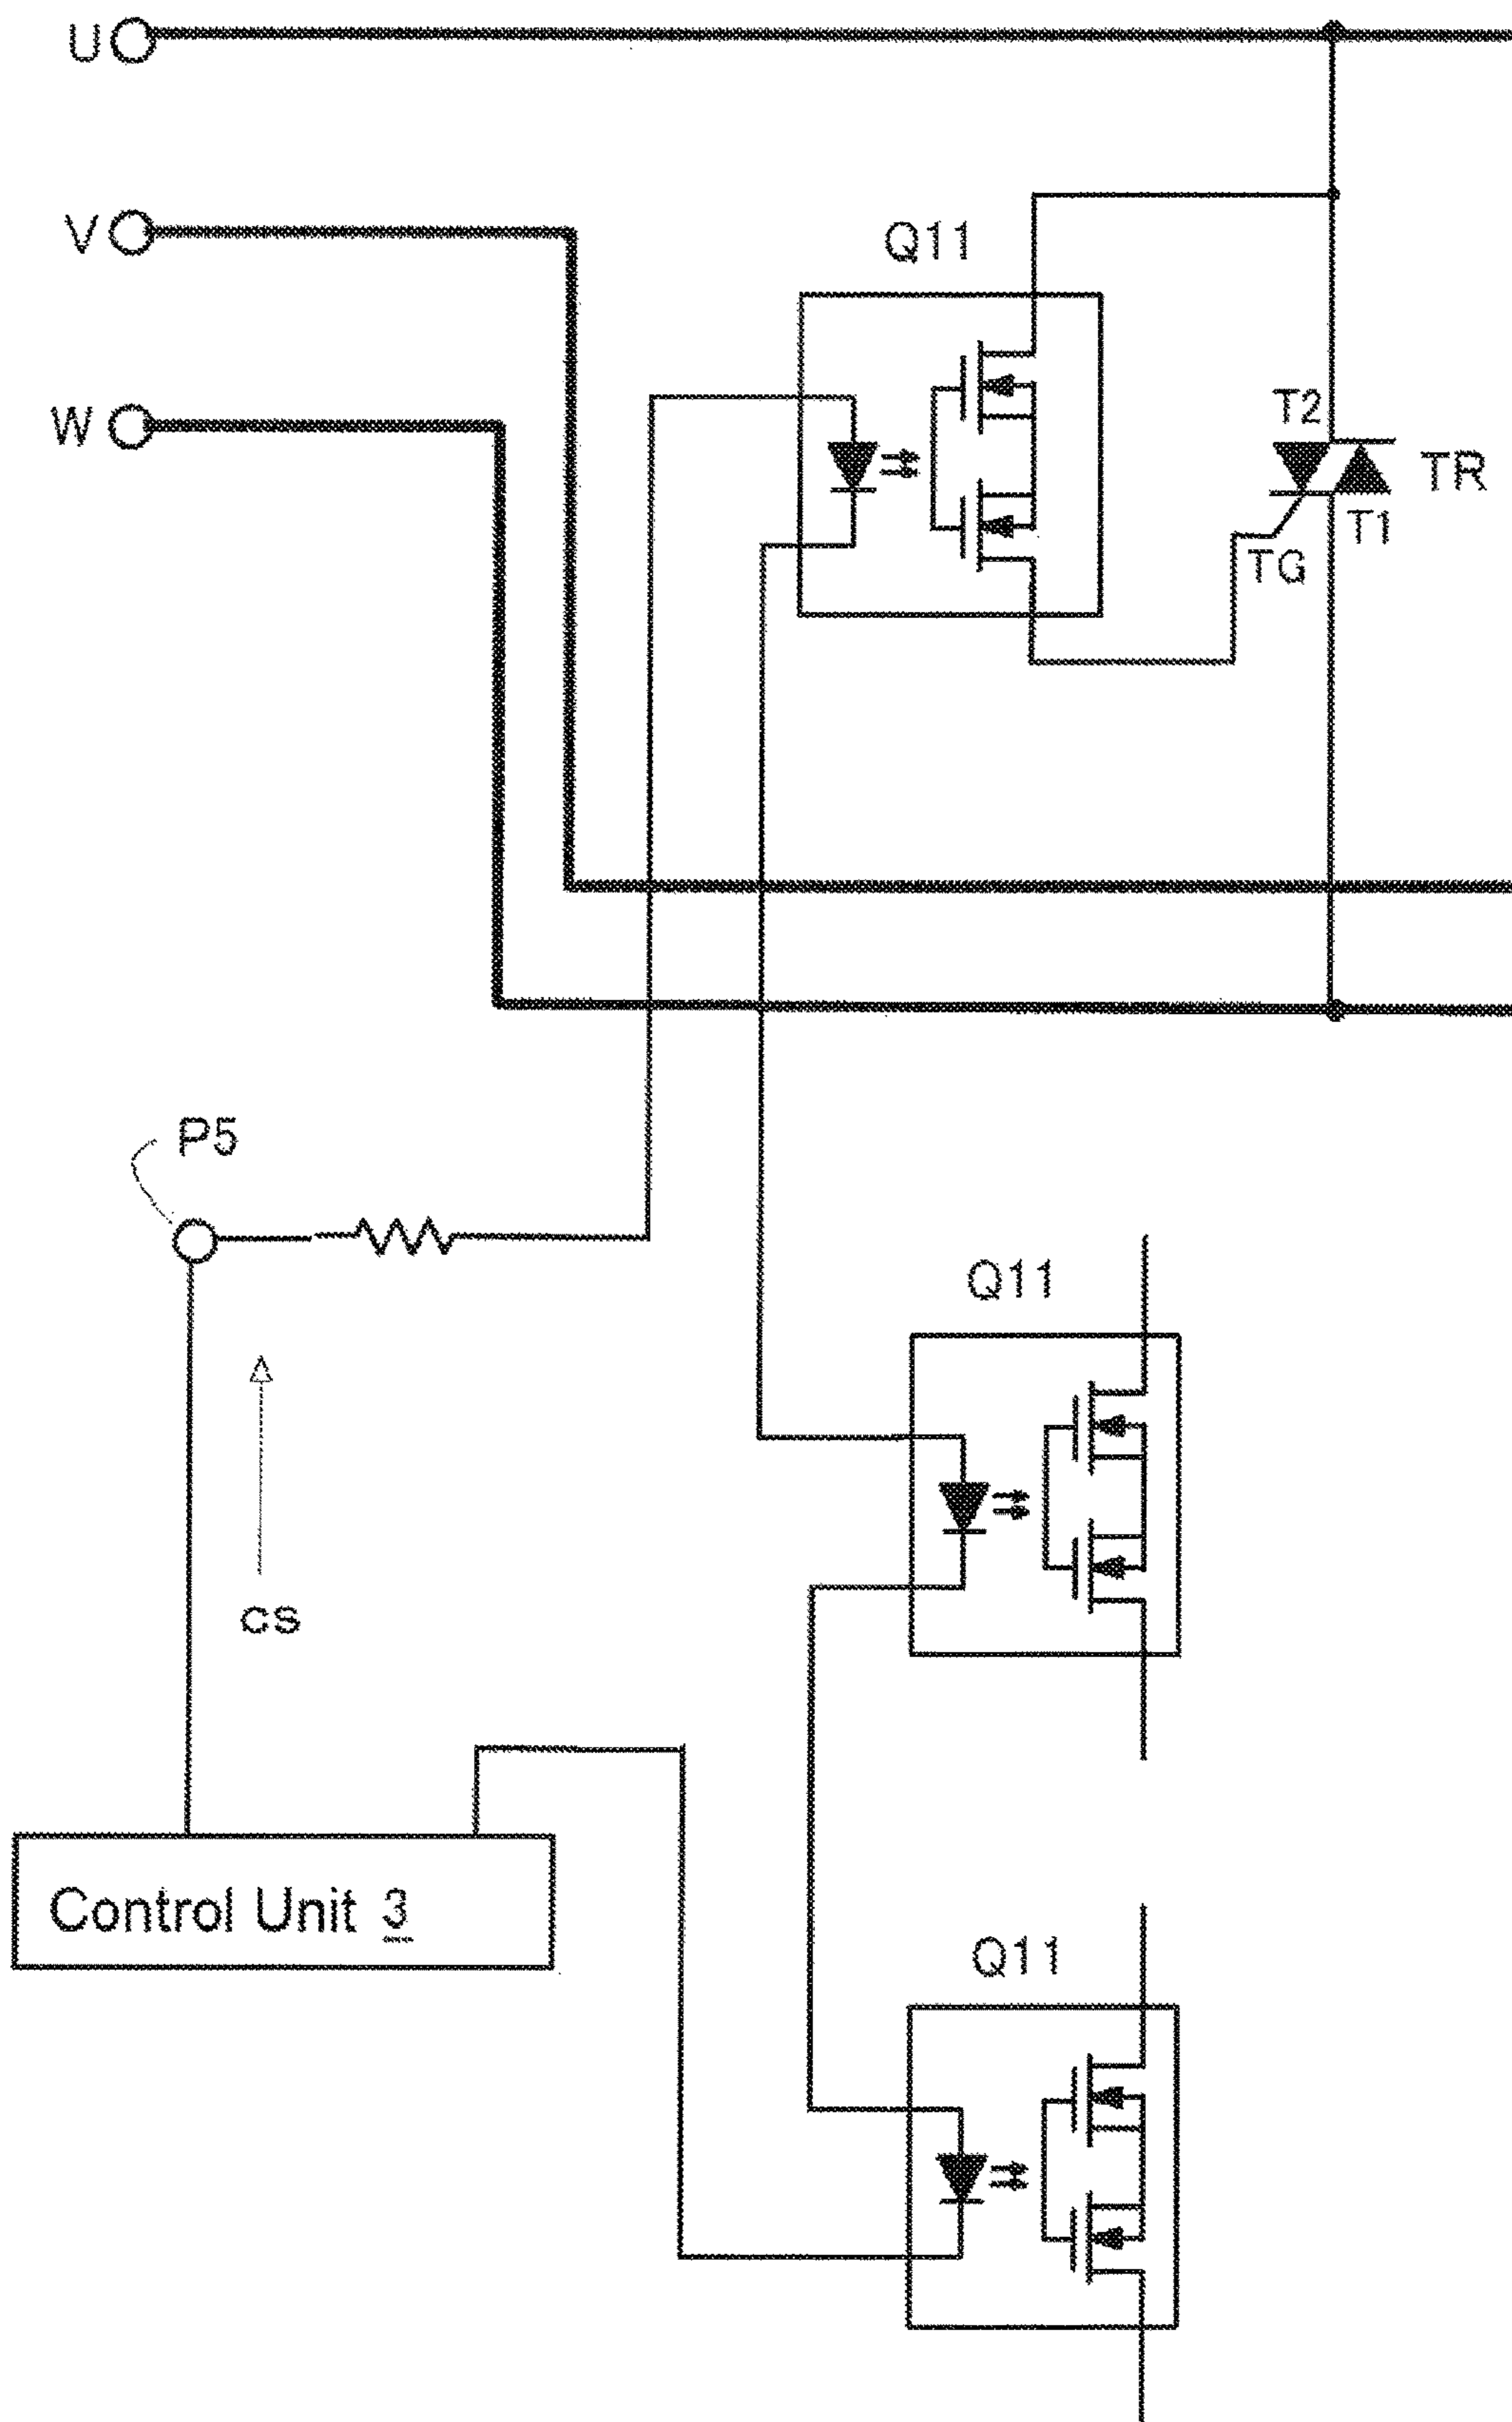 U
V
Q11
W
T2
TR
T1
TG
P5
Q11
cs
Control Unit 3
Q11